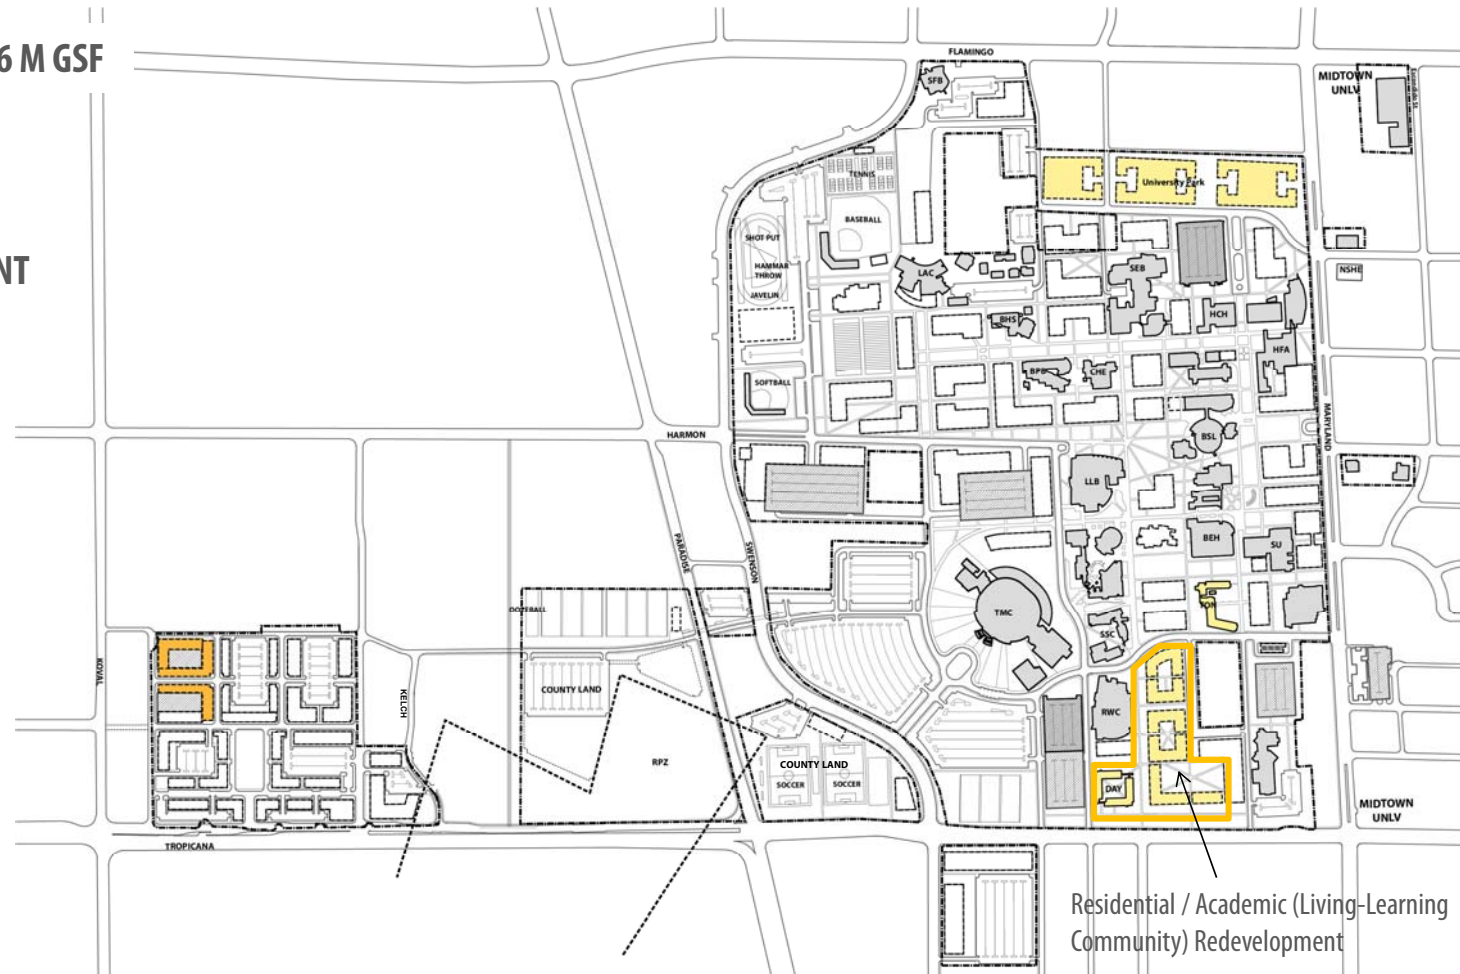 6 M GSF
NT
FLAMINGO
SFB
MIDTOWN
UNLV
TENNIS
University Park
BASEBALL
SHOT PUT
HAMMAR
THROW
JAVELIN
LAC
SEB
NSHE
BHS
HCH
HFA
BPB
CHE
SOFTBALL
MARYLAND
HARMON
BSL
LLB
PARADISE
SWENSON
BEH
SU
TON
TMC
SSC
KOVAL
KELCH
COUNTY LAND
RWC
RPZ
COUNTY LAND
SOCCER
SOCCER
DAY
MIDTOWN
UNLV
TROPICANA
Residential / Academic (Living-Learning
Community) Redevelopment